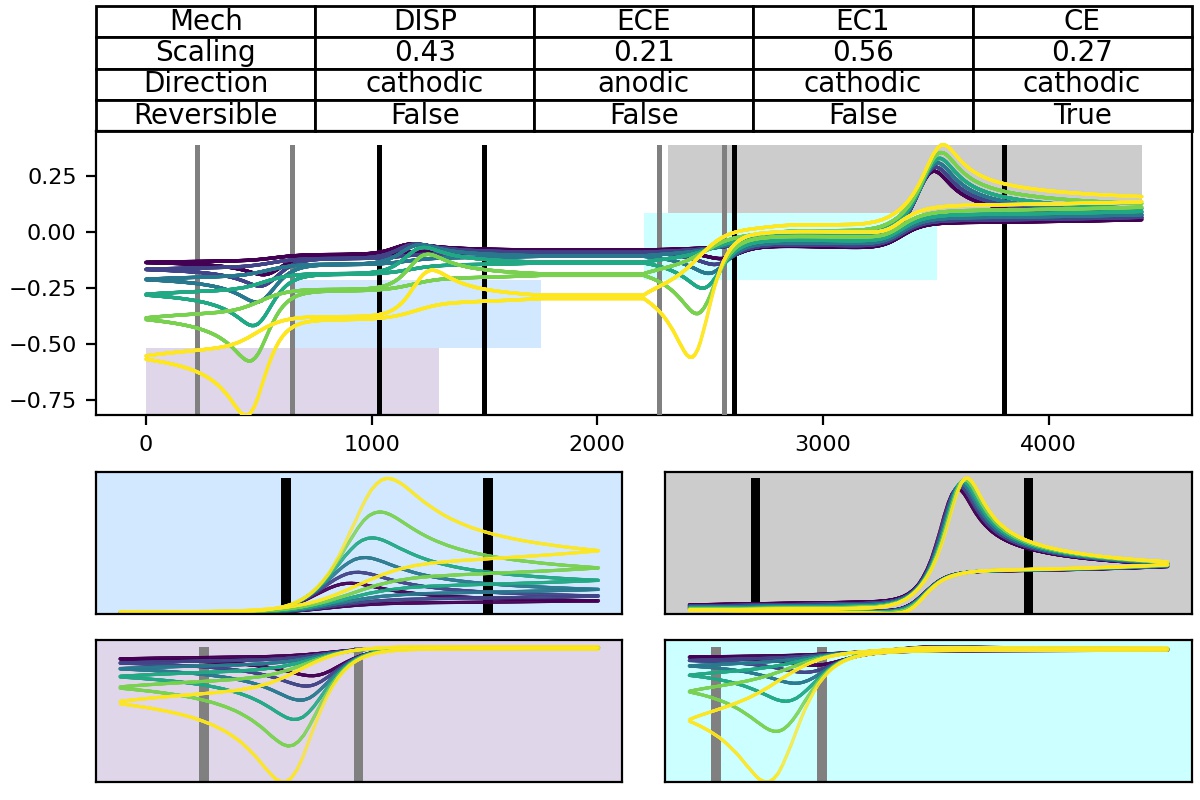 Mech DISP ECE EC1 CE
Scaling 0.43 0.21 0.56 0.27
Direction cathodic anodic cathodic cathodic
Reversible False False False True
0.25
0.00
−0.25
−0.50
−0.75
0 1000 2000 3000 4000